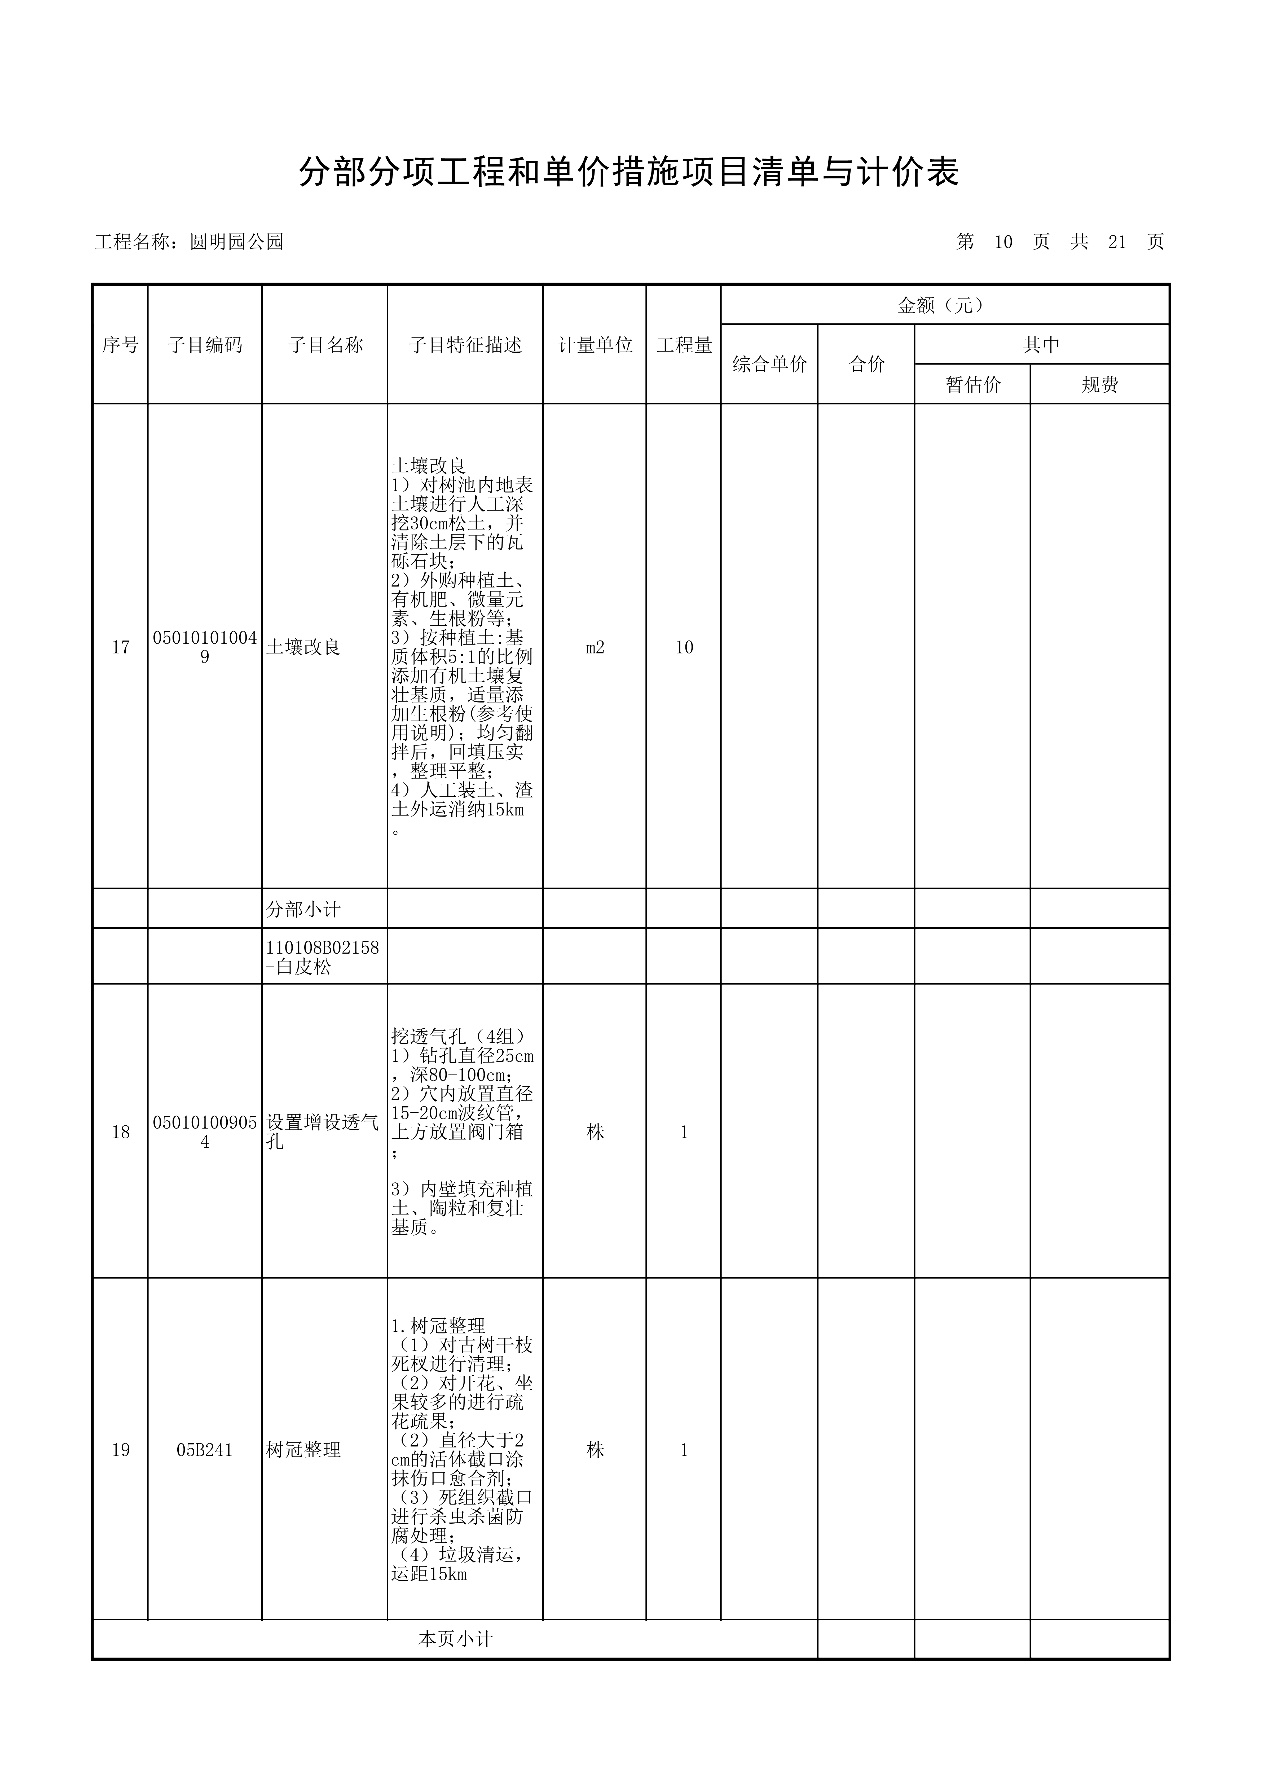 分部分项工程和单价措施项目清单与计价表
工程名称：圆明园公园
第 10 页 共 21 页
序号
子目编码
子目名称
子目特征描述
计量单位
工程量
金额（元）
综合单价
合价
其中
暂估价
规费
17
05010101004
9
土壤改良
土壤改良
1）对树池内地表
土壤进行人工深
挖30cm松土，并
清除土层下的瓦
砾石块；
2）外购种植土、
有机肥、微量元
素、生根粉等；
3）按种植土:基
质体积5:1的比例
添加有机土壤复
壮基质，适量添
加生根粉(参考使
用说明)；均匀翻
拌后，回填压实
，整理平整；
4）人工装土、渣
土外运消纳15km
。
m2
10
分部小计
110108B02158
-白皮松
18
05010100905
4
设置增设透气
孔
挖透气孔（4组）
1）钻孔直径25cm
，深80-100cm；
2）穴内放置直径
15-20cm波纹管，
上方放置阀门箱
；
3）内壁填充种植
土、陶粒和复壮
基质。
株
1
19
05B241
树冠整理
1.树冠整理
（1）对古树干枝
死杈进行清理；
（2）对开花、坐
果较多的进行疏
花疏果；
（2）直径大于2
cm的活体截口涂
抹伤口愈合剂；
（3）死组织截口
进行杀虫杀菌防
腐处理；
（4）垃圾清运，
运距15km
株
1
本页小计